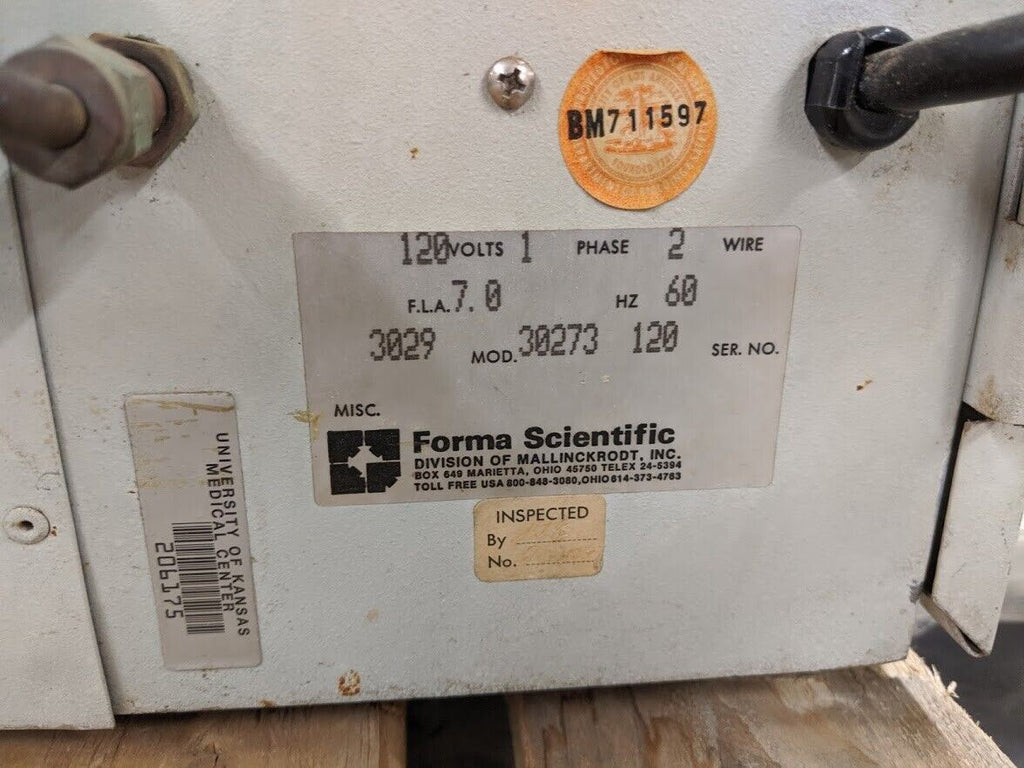 BM711597
120 VOLTS 1 PHASE 2 WIRE
F.L.A. 7.0 HZ 60
3029 MOD. 30273 120 SER. NO.
MISC.
Forma Scientific
DIVISION OF MALLINCKRODT, INC.
BOX 649 MARIETTA, OHIO 45750 TELEX 24-5394
TOLL FREE USA 800-848-3080, OHIO 614-373-4763
INSPECTED
By
No.
UNIVERSITY OF KANSAS
MEDICAL CENTER
206175